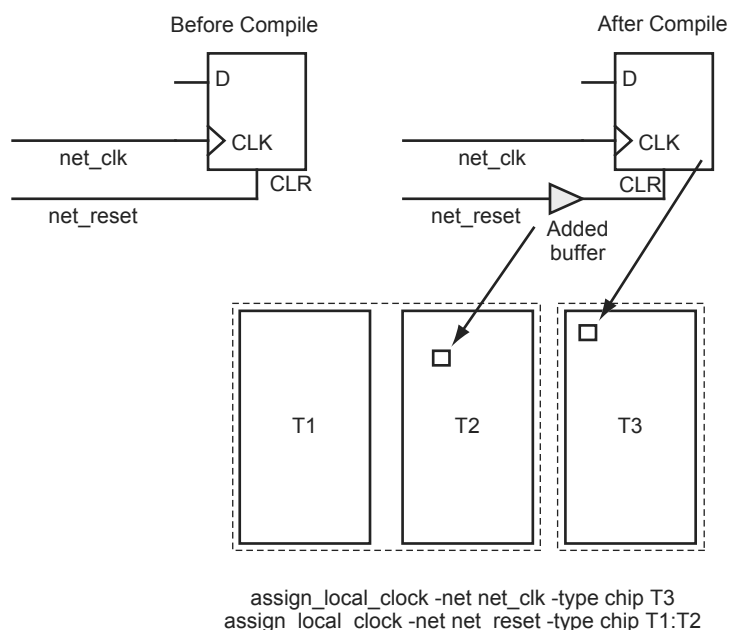 Before Compile
After Compile
D
D
CLK
CLK
net_clk
net_clk
CLR
CLR
net_reset
net_reset
Added
buffer
T1
T2
T3
assign_local_clock -net net_clk -type chip T3
assign_local_clock -net net_reset -type chip T1:T2